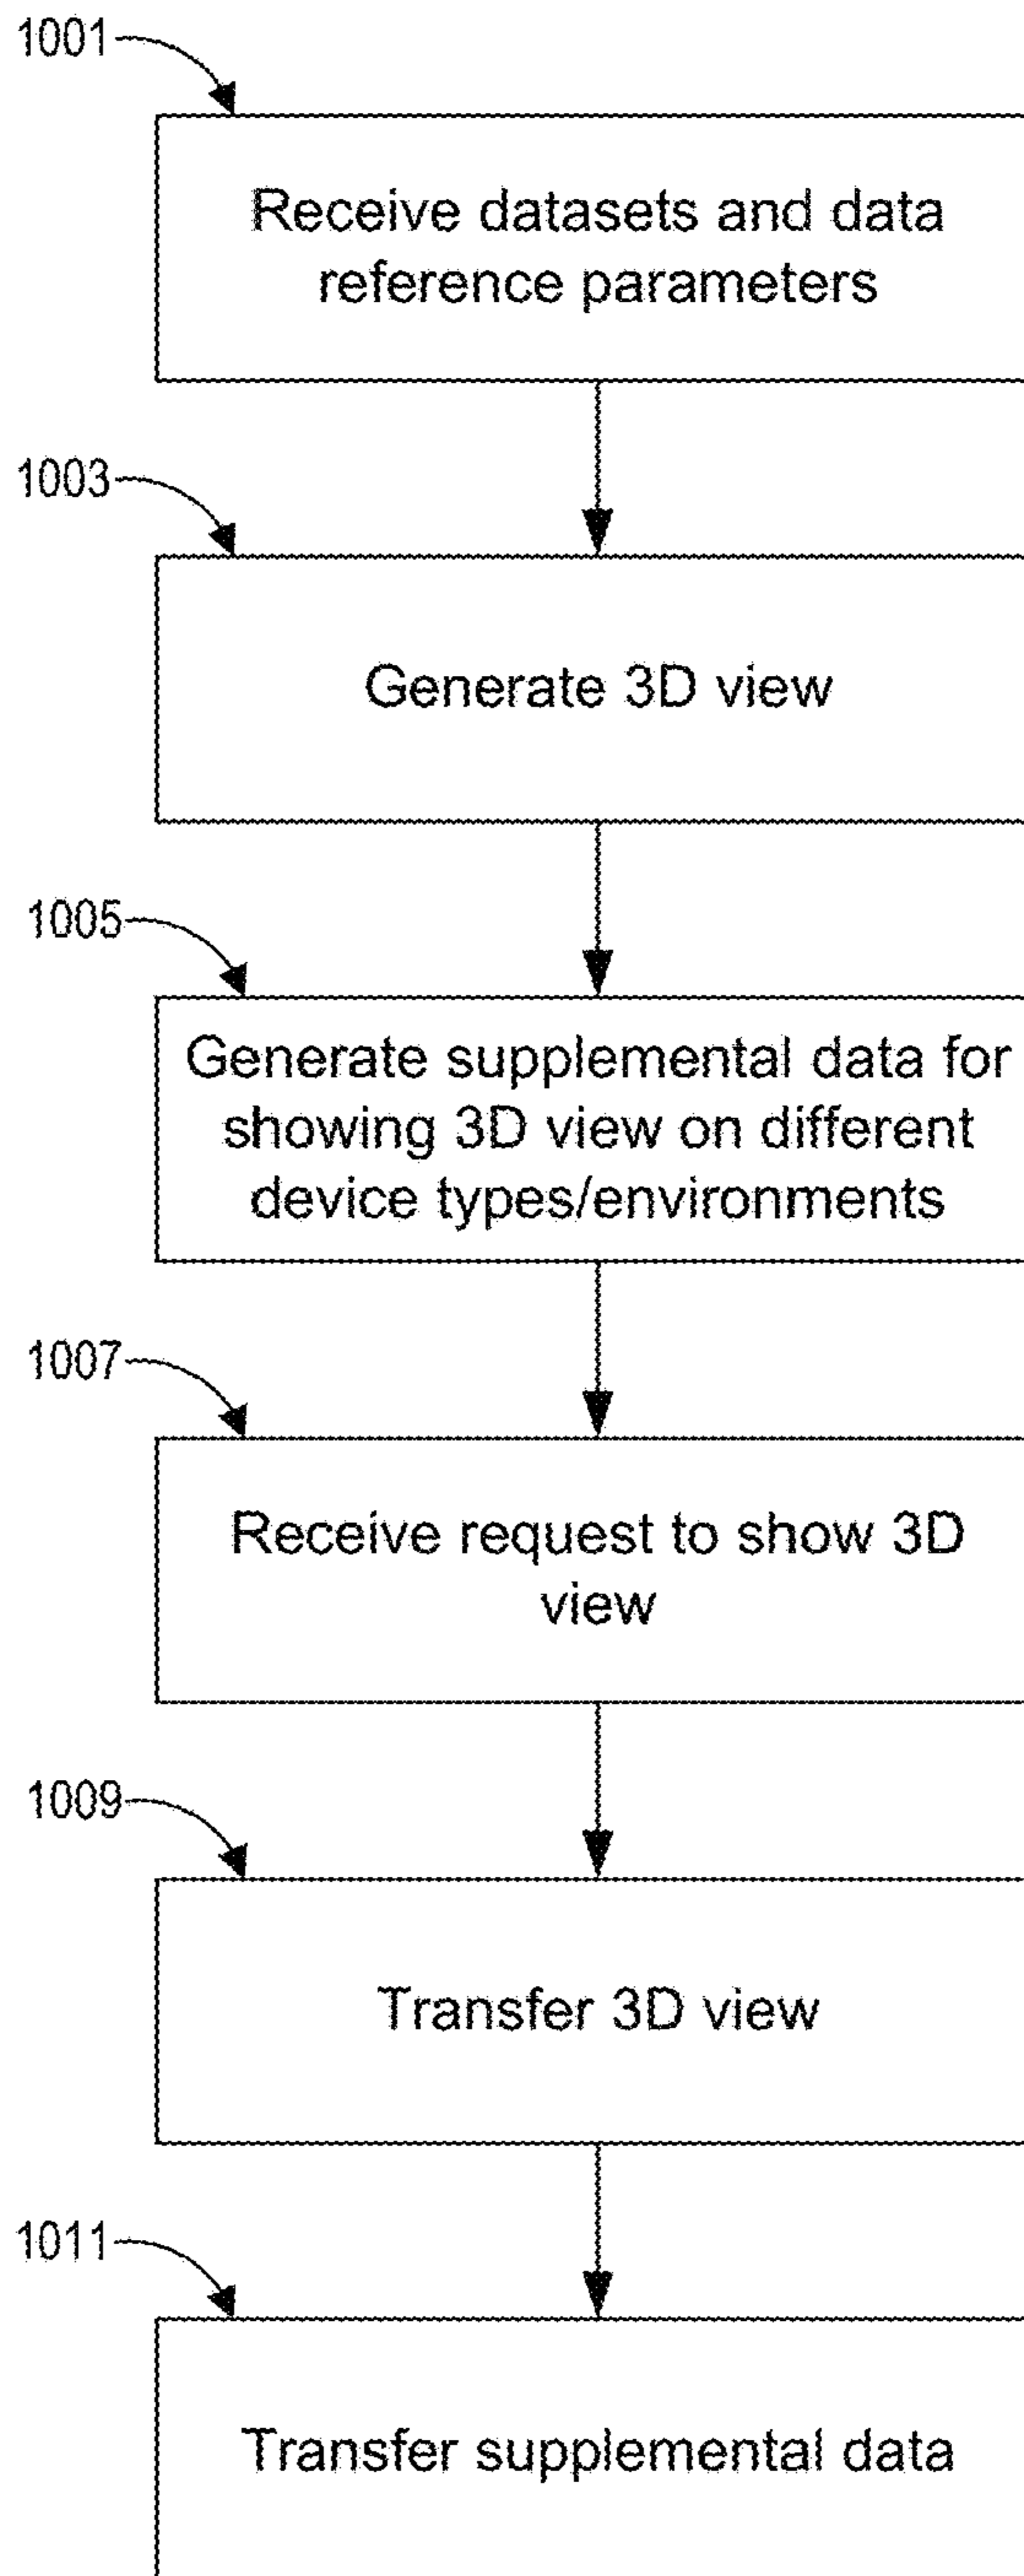 1001
Receive datasets and data
reference parameters
1003
Generate 3D view
1005
Generate supplemental data for
showing 3D view on different
device types/environments
1007
Receive request to show 3D
view
1009
Transfer 3D view
1011
Transfer supplemental data